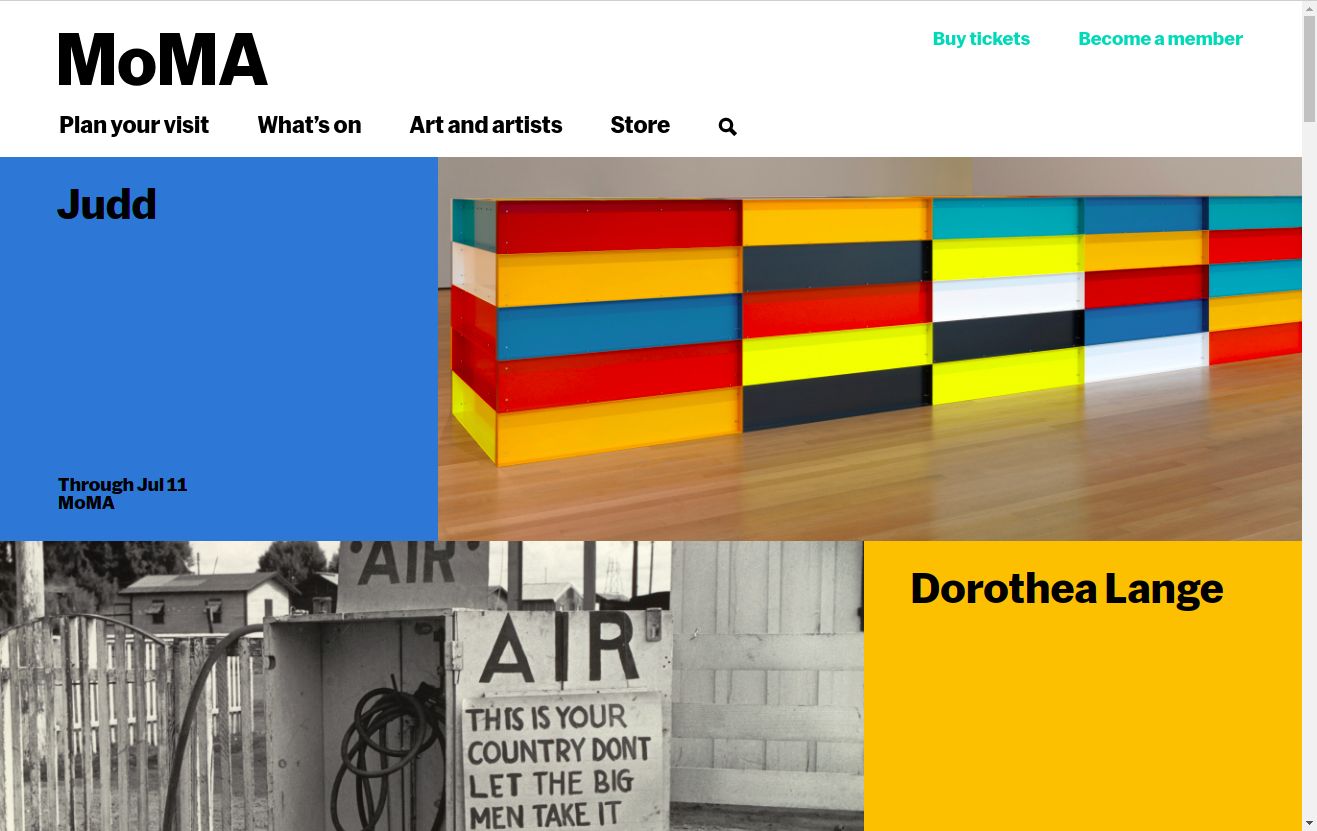 MoMA
Buy tickets
Become a member
Plan your visit
What's on
Art and artists
Store
Judd
Through Jul 11
MoMA
Dorothea Lange
AIR
AIR
THIS IS YOUR
COUNTRY DONT
LET THE BIG
MEN TAKE IT